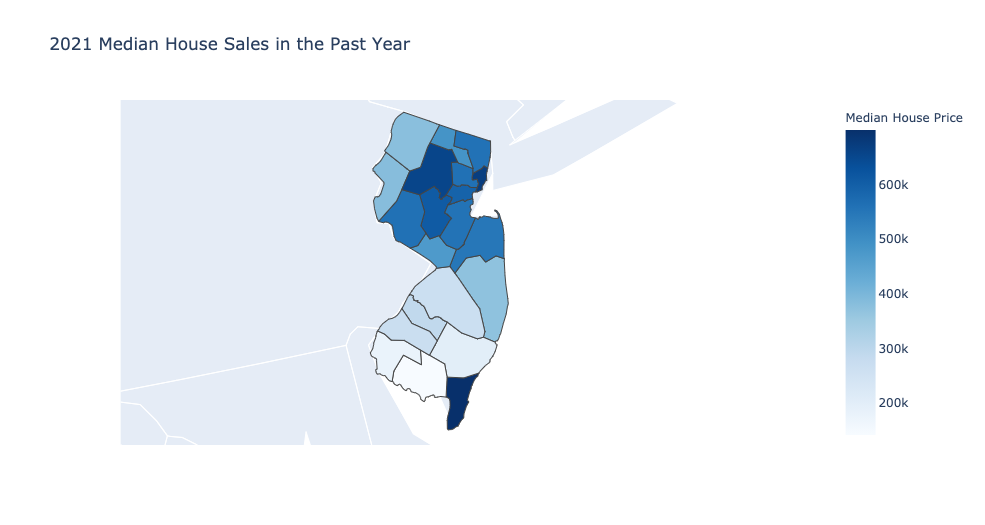 2021 Median House Sales in the Past Year
Median House Price
600k
500k
400k
300k
200k